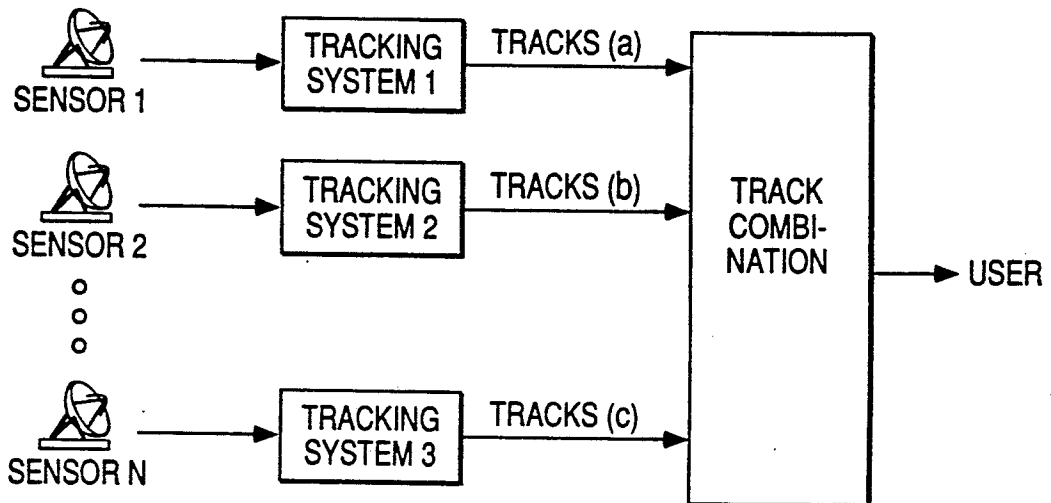 SENSOR 1
TRACKING
SYSTEM 1
TRACKS (a)
SENSOR 2
TRACKING
SYSTEM 2
TRACKS (b)
SENSOR N
TRACKING
SYSTEM 3
TRACKS (c)
TRACK
COMBI-
NATION
USER